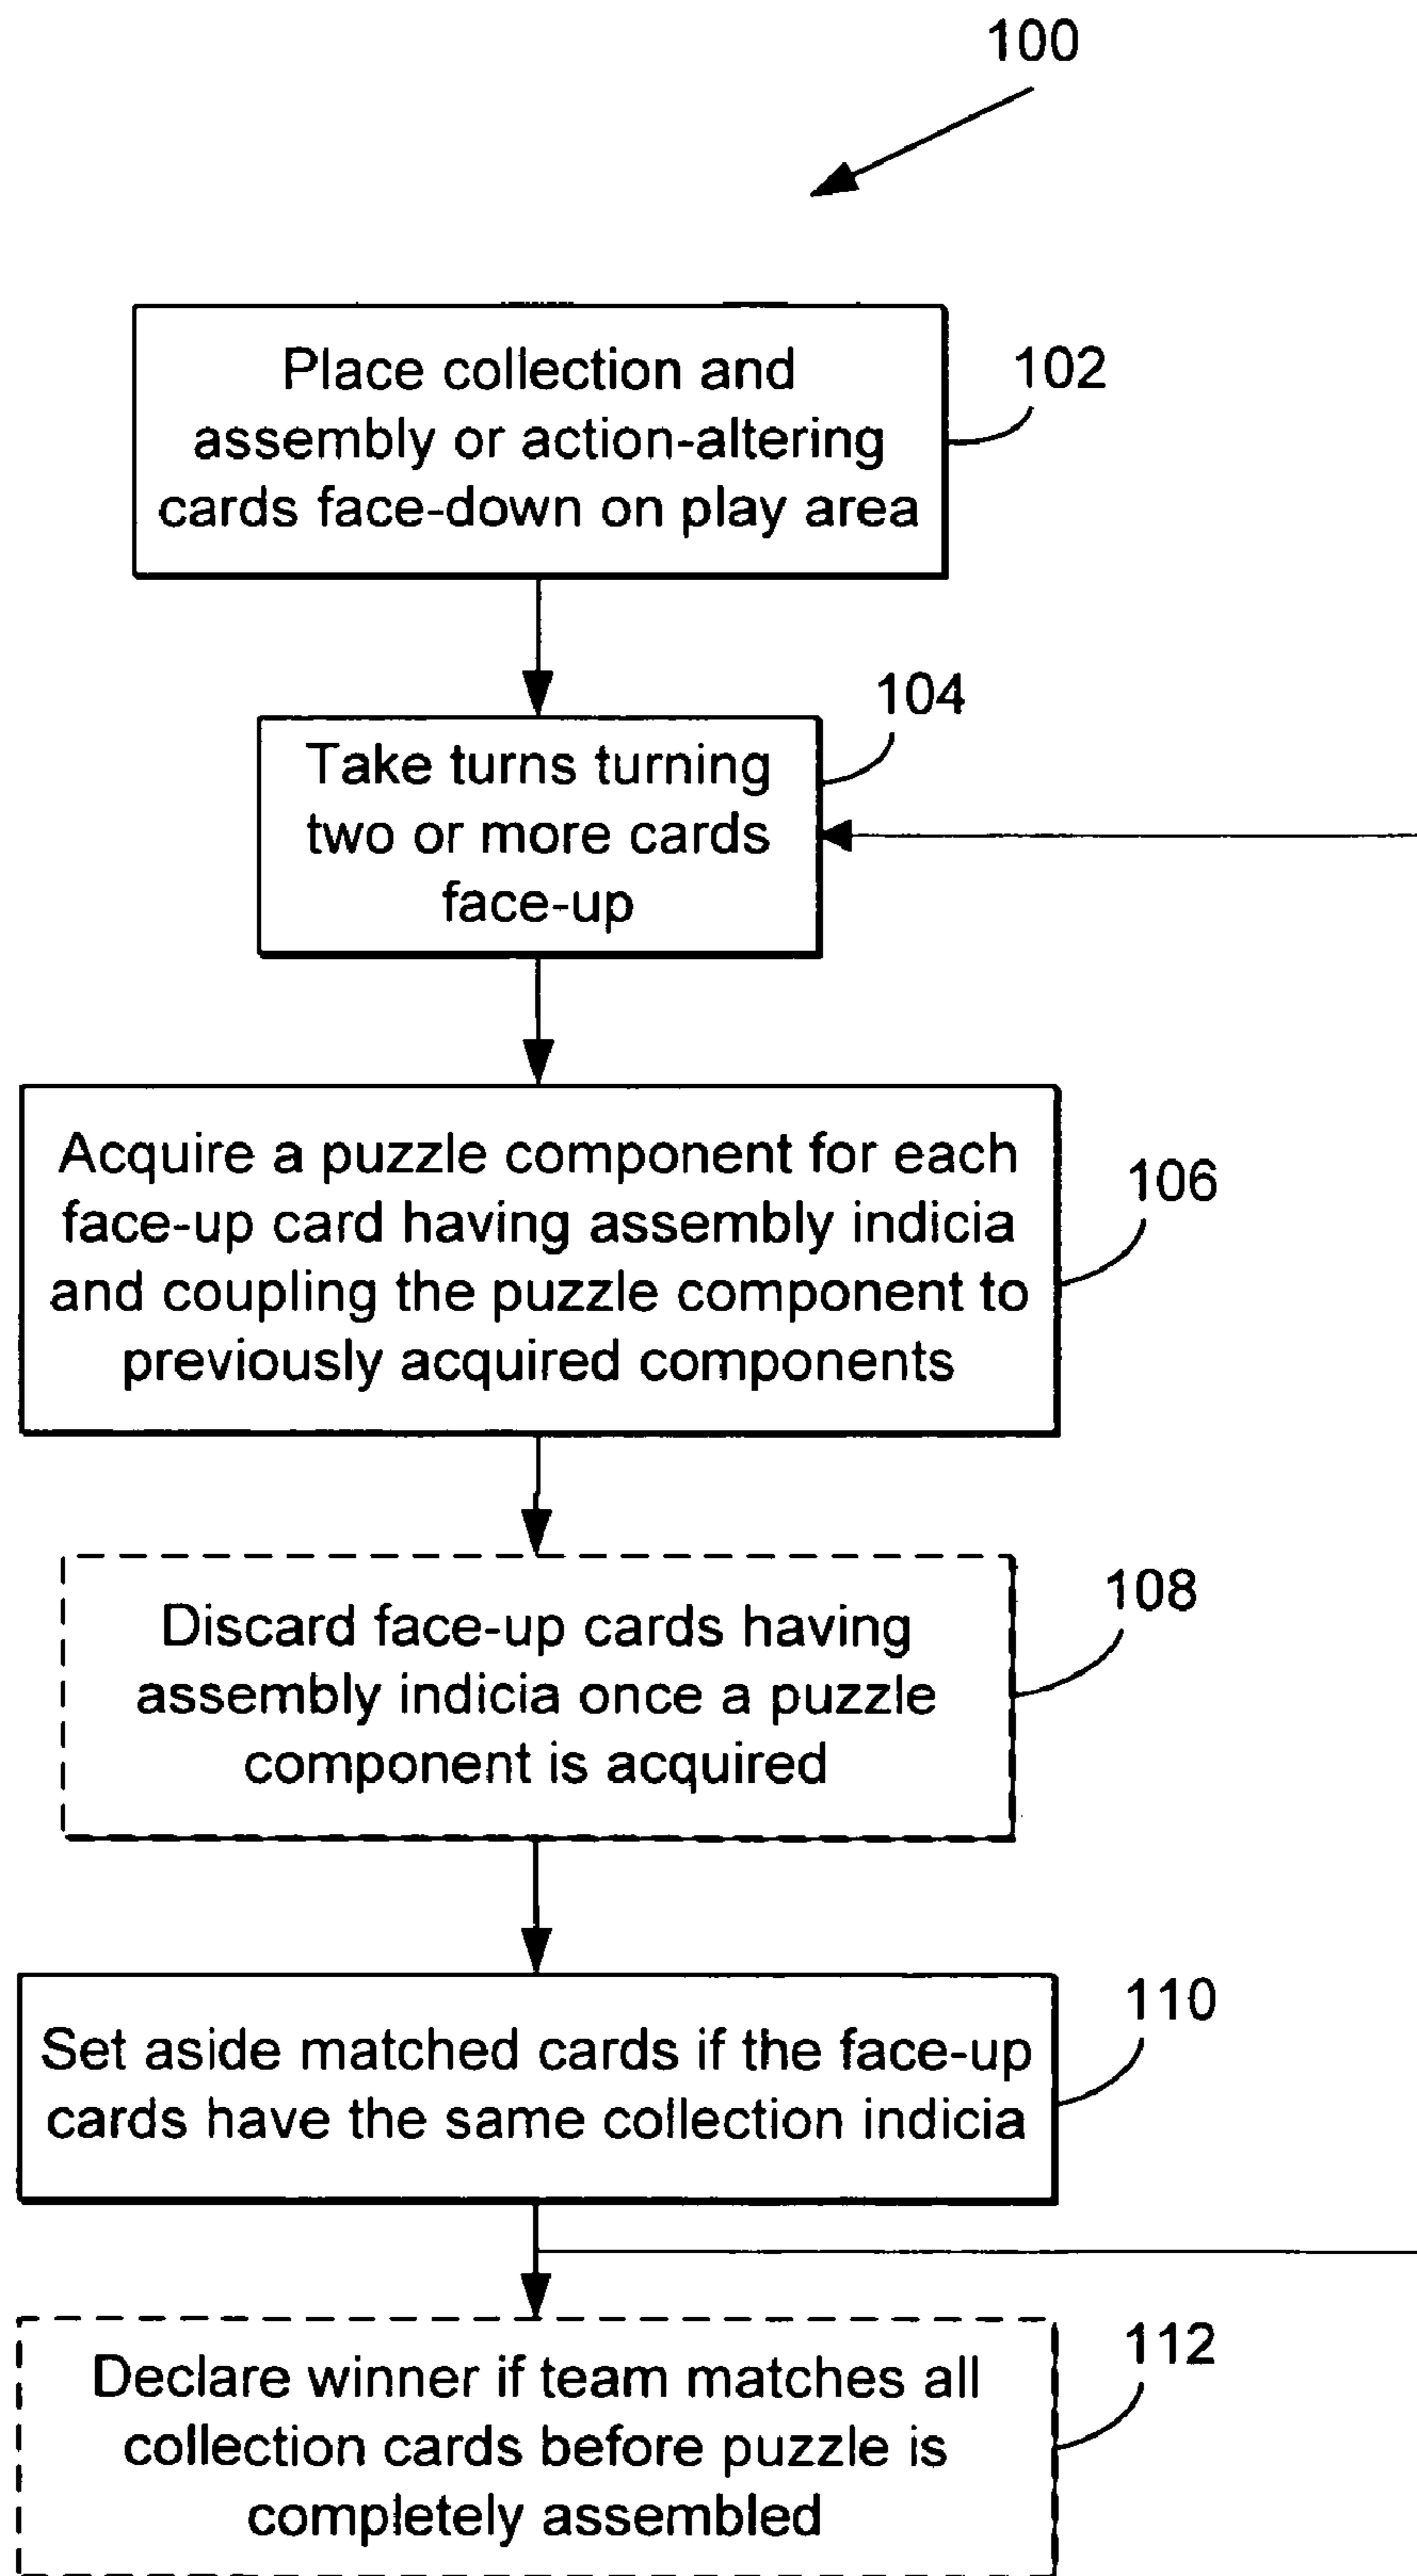 100
Place collection and
assembly or action-altering
cards face-down on play area
102
Take turns turning
two or more cards
face-up
104
Acquire a puzzle component for each
face-up card having assembly indicia
and coupling the puzzle component to
previously acquired components
106
Discard face-up cards having
assembly indicia once a puzzle
component is acquired
108
Set aside matched cards if the face-up
cards have the same collection indicia
110
Declare winner if team matches all
collection cards before puzzle is
completely assembled
112